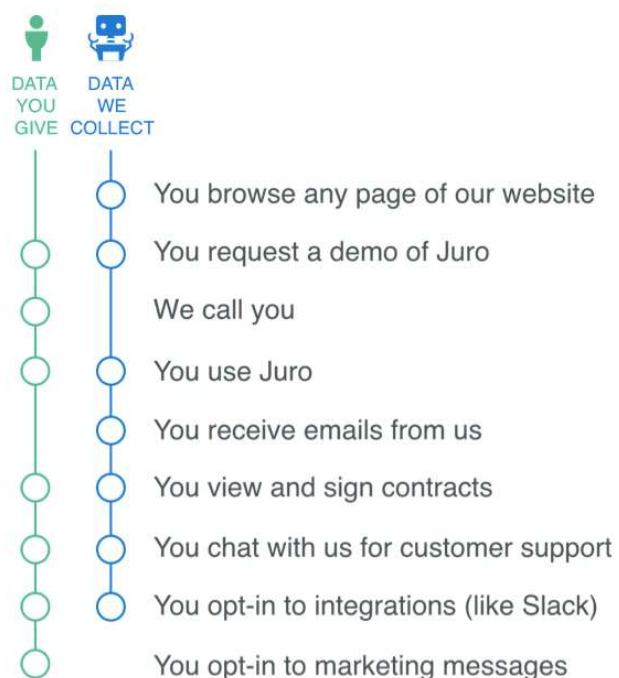 DATA YOU GIVE
DATA WE COLLECT
You browse any page of our website
You request a demo of Juro
We call you
You use Juro
You receive emails from us
You view and sign contracts
You chat with us for customer support
You opt-in to integrations (like Slack)
You opt-in to marketing messages